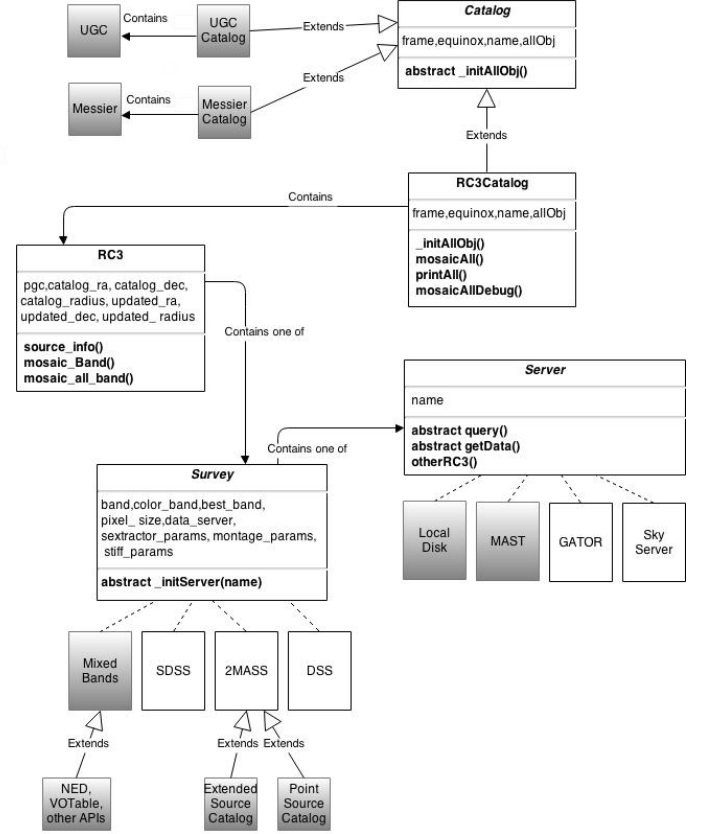 Catalog
frame,equinox,name,allObj
abstract _initAllObj()
UGC
Contains
UGC
Catalog
Extends
Messier
Contains
Messier
Catalog
Extends
Extends
RC3Catalog
frame,equinox,name,allObj
_initAllObj()
mosaicAll()
printAll()
mosaicAllDebug()
Contains
RC3
pgc,catalog_ra, catalog_dec,
catalog_radius, updated_ra,
updated_dec, updated_ radius
source_info()
mosaic_Band()
mosaic_all_band()
Contains one of
Server
name
abstract query()
abstract getData()
otherRC3()
Contains one of
Survey
band,color_band,best_band,
pixel_ size,data_server,
sextractor_params, montage_params,
stiff_params
abstract _initServer(name)
Local
Disk
MAST
GATOR
Sky
Server
Mixed
Bands
SDSS
2MASS
DSS
Extends
Extends
Extends
NED,
VOTable,
other APIs
Extended
Source
Catalog
Point
Source
Catalog